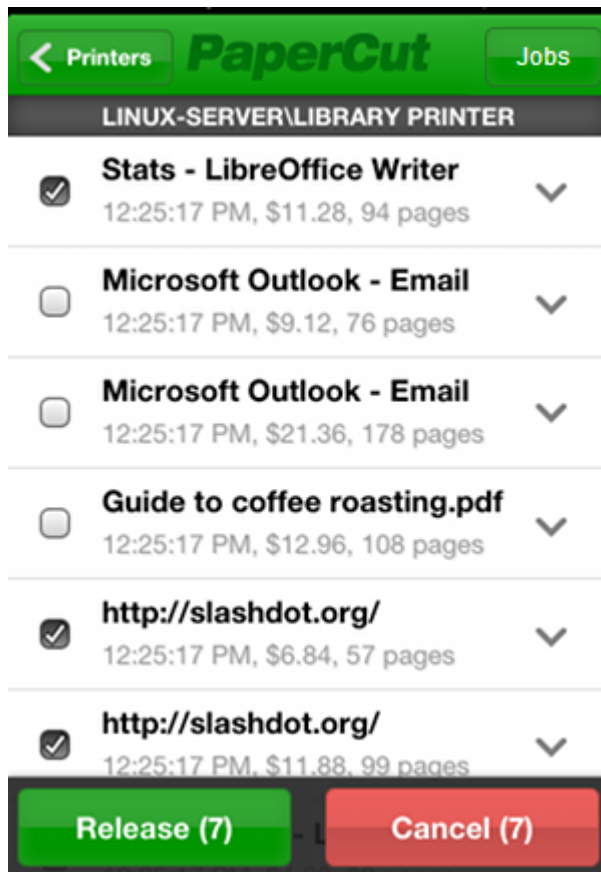 Printers
PaperCut
Jobs
LINUX-SERVER\LIBRARY PRINTER
Stats - LibreOffice Writer
12:25:17 PM, $11.28, 94 pages
Microsoft Outlook - Email
12:25:17 PM, $9.12, 76 pages
Microsoft Outlook - Email
12:25:17 PM, $21.36, 178 pages
Guide to coffee roasting.pdf
12:25:17 PM, $12.96, 108 pages
http://slashdot.org/
12:25:17 PM, $6.84, 57 pages
http://slashdot.org/
12:25:17 PM, $11.88, 99 pages
Release (7)
Cancel (7)